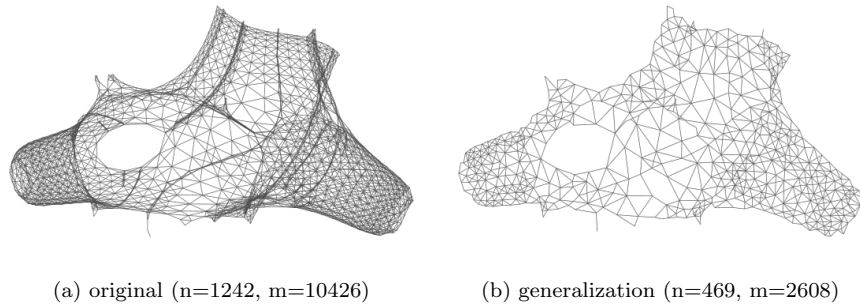 (a) original (n=1242, m=10426)
(b) generalization (n=469, m=2608)